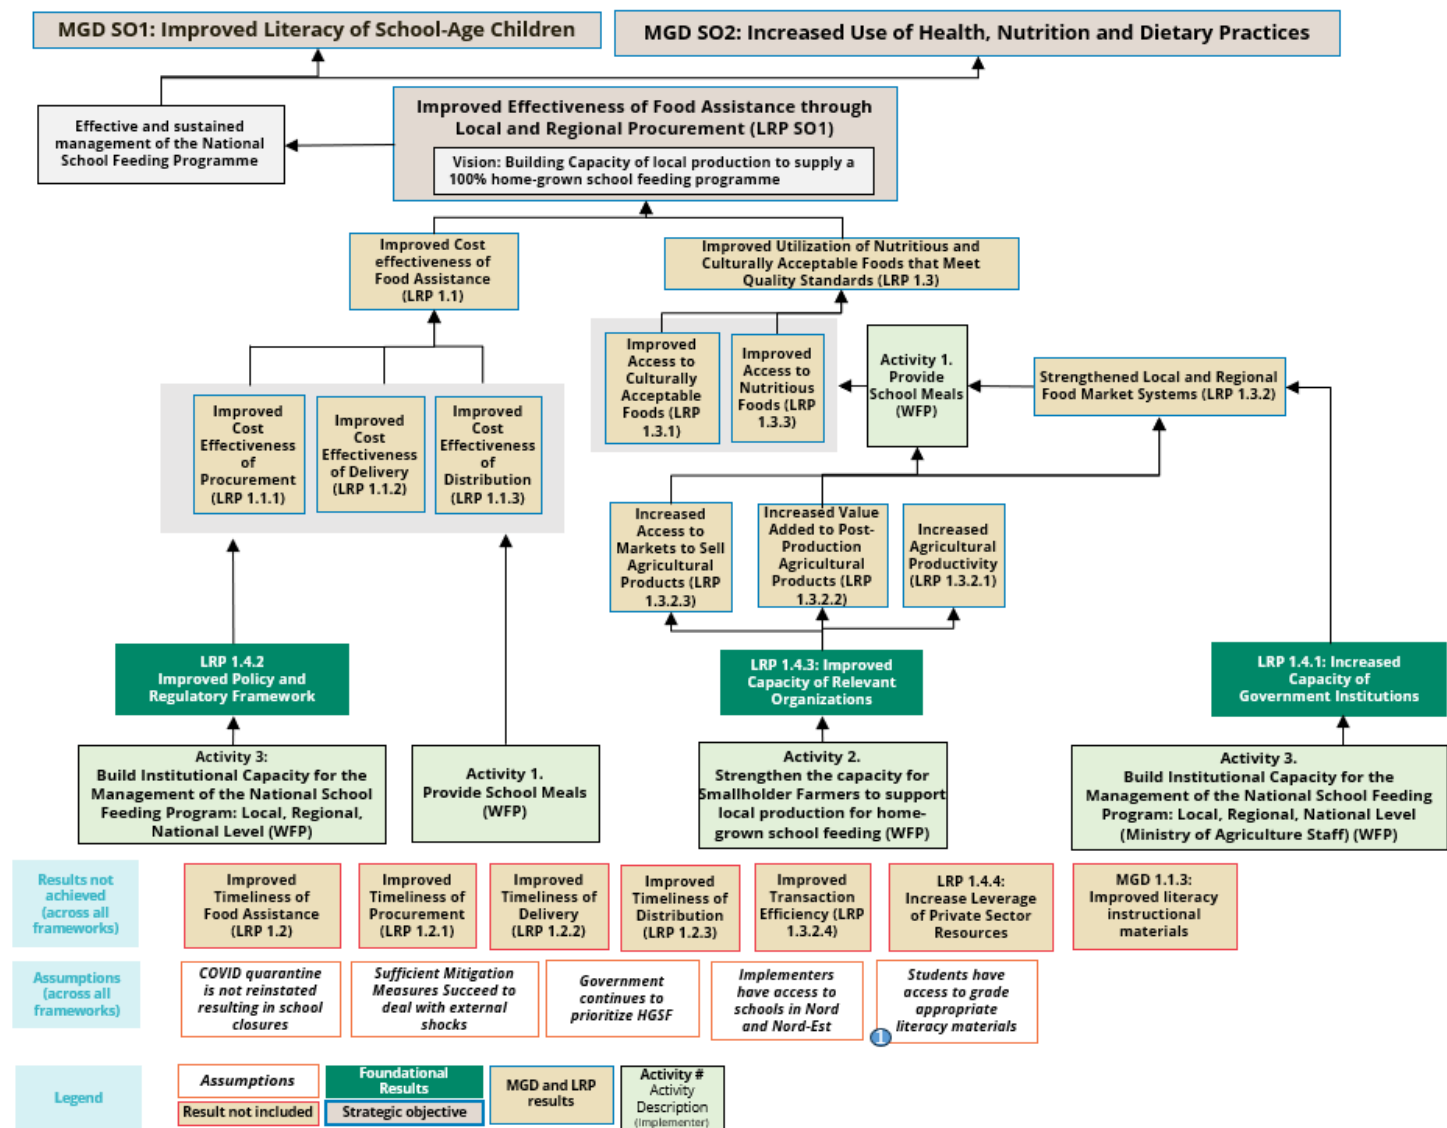 MGD SO1: Improved Literacy of School-Age Children
MGD SO2: Increased Use of Health, Nutrition and Dietary Practices
Effective and sustained
management of the National
School Feeding Programme
Improved Effectiveness of Food Assistance through
Local and Regional Procurement (LRP SO1)
Vision: Building Capacity of local production to supply a
100% home-grown school feeding programme
Improved Cost
effectiveness of
Food Assistance
(LRP 1.1)
Improved Utilization of Nutritious and
Culturally Acceptable Foods that Meet
Quality Standards (LRP 1.3)
Improved
Access to
Culturally
Acceptable
Foods (LRP
1.3.1)
Improved
Access to
Nutritious
Foods (LRP
1.3.3)
Activity 1.
Provide
School Meals
(WFP)
Strengthened Local and Regional
Food Market Systems (LRP 1.3.2)
Improved
Cost
Effectiveness
of
Procurement
(LRP 1.1.1)
Improved
Cost
Effectiveness
of Delivery
(LRP 1.1.2)
Improved
Cost
Effectiveness
of
Distribution
(LRP 1.1.3)
Increased
Access to
Markets to Sell
Agricultural
Products (LRP
1.3.2.3)
Increased Value
Added to Post-
Production
Agricultural
Products (LRP
1.3.2.2)
Increased
Agricultural
Productivity
(LRP 1.3.2.1)
LRP 1.4.2
Improved Policy and
Regulatory Framework
LRP 1.4.3: Improved
Capacity of Relevant
Organizations
LRP 1.4.1: Increased
Capacity of
Government Institutions
Activity 3:
Build Institutional Capacity for the
Management of the National School
Feeding Program: Local, Regional,
National Level (WFP)
Activity 1.
Provide School Meals
(WFP)
Activity 2.
Strengthen the capacity for
Smallholder Farmers to support
local production for home-
grown school feeding (WFP)
Activity 3.
Build Institutional Capacity for the
Management of the National School Feeding
Program: Local, Regional, National Level
(Ministry of Agriculture Staff) (WFP)
Results not
achieved
(across all
frameworks)
Improved
Timeliness of
Food Assistance
(LRP 1.2)
Improved
Timeliness of
Procurement
(LRP 1.2.1)
Improved
Timeliness of
Delivery
(LRP 1.2.2)
Improved
Timeliness of
Distribution
(LRP 1.2.3)
Improved
Transaction
Efficiency (LRP
1.3.2.4)
LRP 1.4.4:
Increase Leverage
of Private Sector
Resources
MGD 1.1.3:
Improved literacy
instructional
materials
Assumptions
(across all
frameworks)
COVID quarantine
is not reinstated
resulting in school
closures
Sufficient Mitigation
Measures Succeed to
deal with external
shocks
Government
continues to
prioritize HGSF
Implementers
have access to
schools in Nord
and Nord-Est
Students have
access to grade
appropriate
literacy materials
1
Legend
Assumptions
Result not included
Foundational
Results
Strategic objective
MGD and LRP
results
Activity #
Activity
Description
(Implementer)